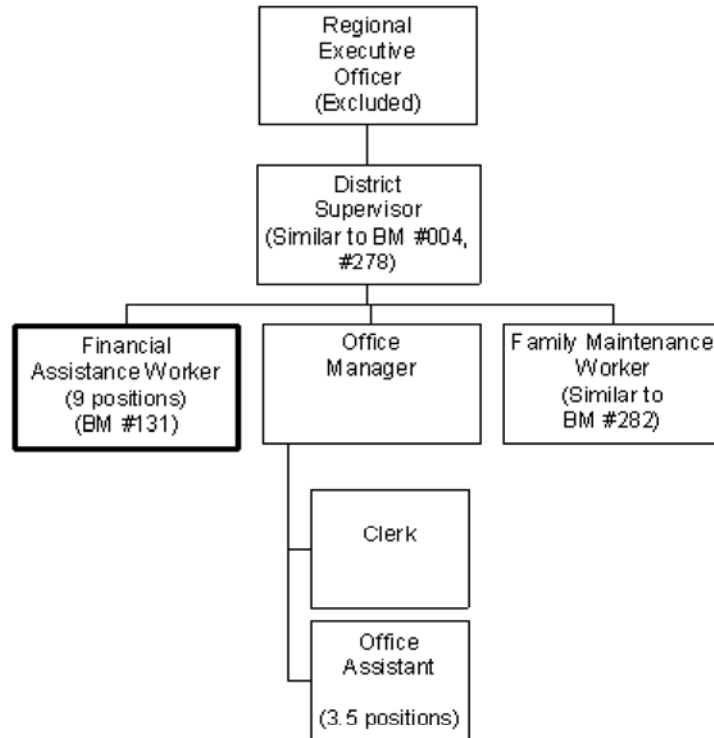 Regional
Executive
Officer
(Excluded)
District
Supervisor
(Similar to BM #004,
#278)
Financial
Assistance Worker
(9 positions)
(BM #131)
Office
Manager
Family Maintenance
Worker
(Similar to
BM #282)
Clerk
Office
Assistant
(3.5 positions)